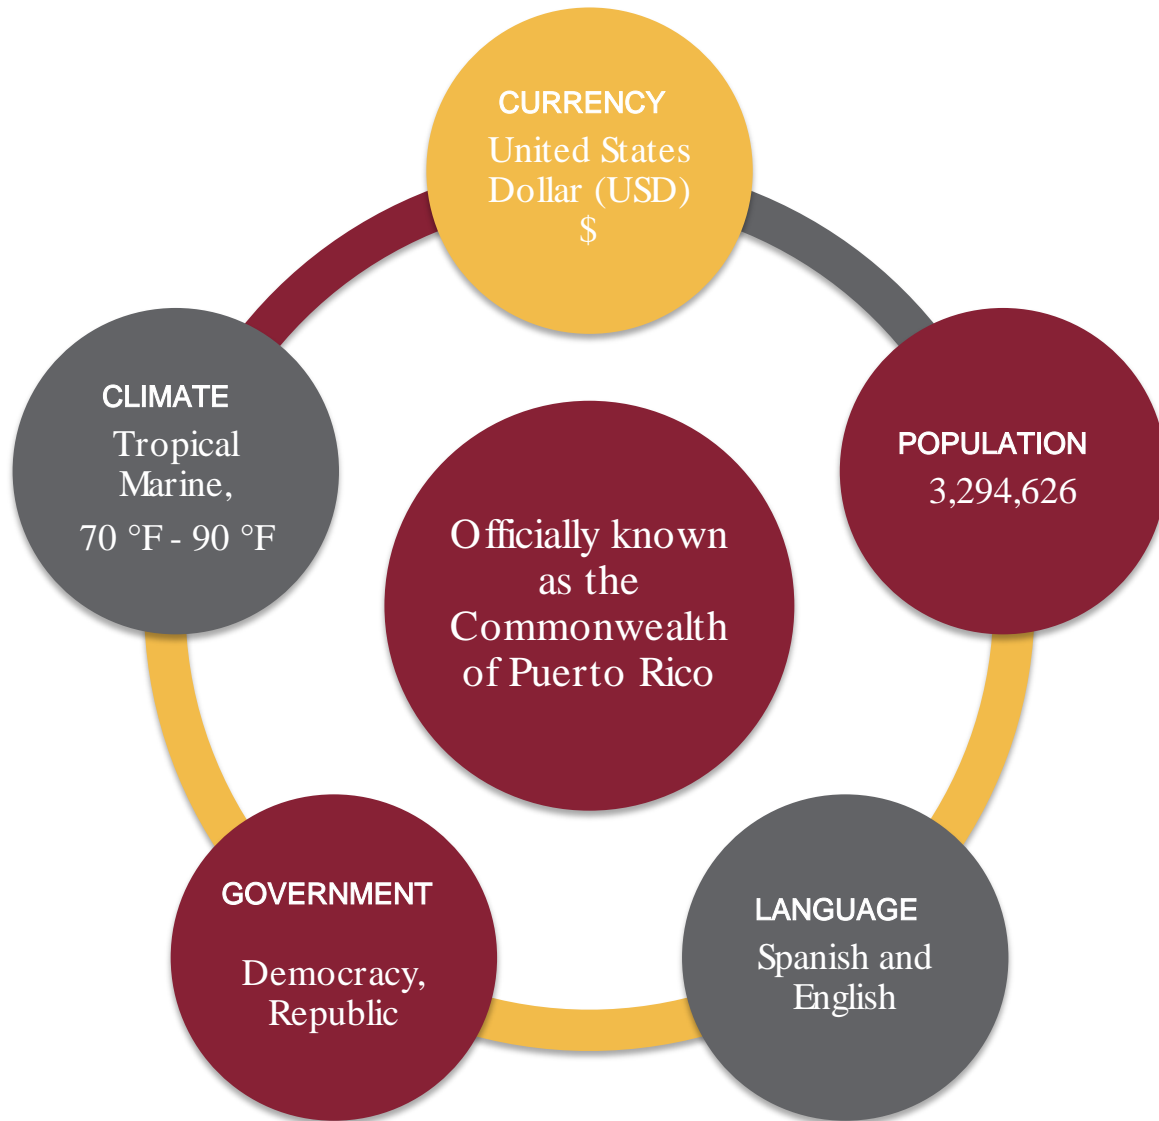 CURRENCY
United States
Dollar (USD)
$
POPULATION
3,294,626
LANGUAGE
Spanish and
English
GOVERNMENT
Democracy,
Republic
CLIMATE
Tropical
Marine,
70 °F - 90 °F
Officially known
as the
Commonwealth
of Puerto Rico